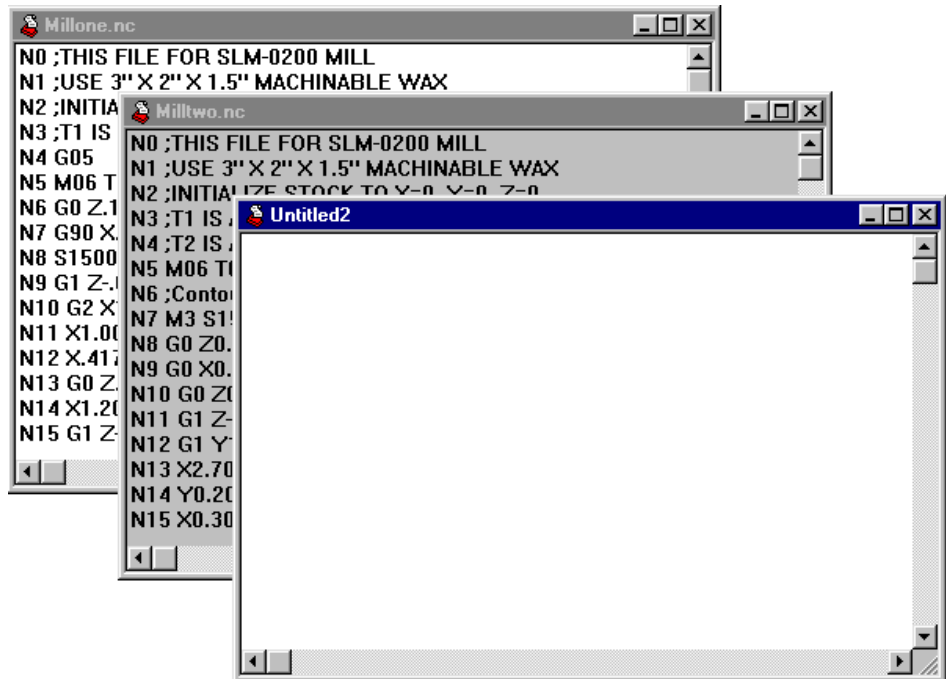 Millone.nc
N0 ;THIS FILE FOR SLM-0200 MILL
N1 ;USE 3" X 2" X 1.5" MACHINABLE WAX
N2 ;INITIA
N3 ;T1 IS
N4 G05
N5 M06 T
N6 G0 Z.1
N7 G90 X.
N8 S1500
N9 G1 Z-.
N10 G2 X
N11 X1.00
N12 X.417
N13 G0 Z.
N14 X1.20
N15 G1 Z-
Milltwo.nc
N0 ;THIS FILE FOR SLM-0200 MILL
N1 ;USE 3" X 2" X 1.5" MACHINABLE WAX
N2 ;INITIALIZE STOCK TO X=0, Y=0, Z=0
N3 ;T1 IS
N4 ;T2 IS
N5 M06 T0
N6 ;Contou
N7 M3 S1
N8 G0 Z0.
N9 G0 X0.
N10 G0 Z0
N11 G1 Z-
N12 G1 Y
N13 X2.70
N14 Y0.20
N15 X0.30
Untitled2